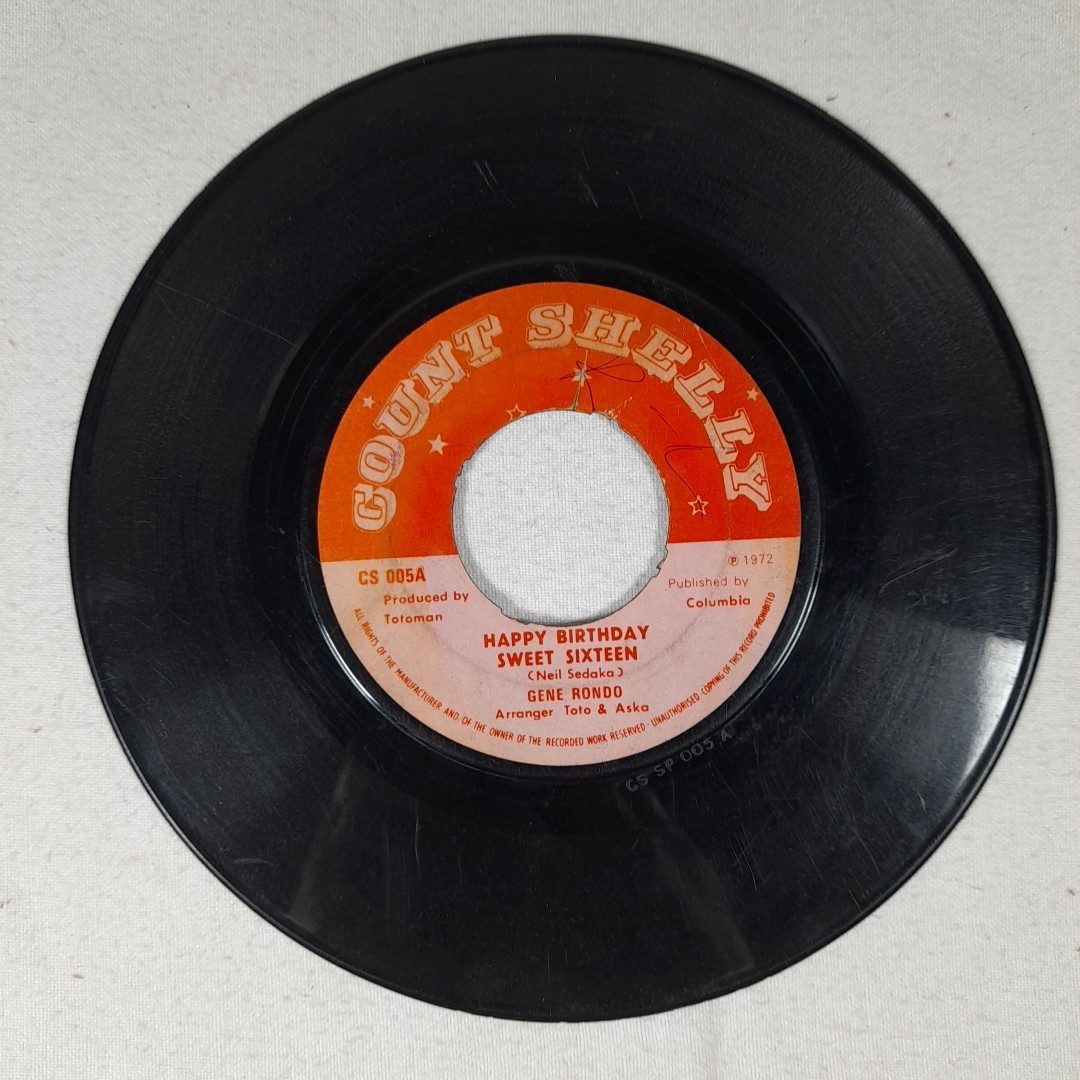 COUNT SHELLY
℗ 1972
CS 005A
Published by
Columbia
Produced by
Totoman
HAPPY BIRTHDAY
SWEET SIXTEEN
(Neil Sedaka)
GENE RONDO
Arranger Toto & Aska
ALL RIGHTS OF THE MANUFACTURER AND OF THE OWNER OF THE RECORDED WORK RESERVED - UNAUTHORISED COPYING OF THIS RECORD PROHIBITED
CS SP 005 A